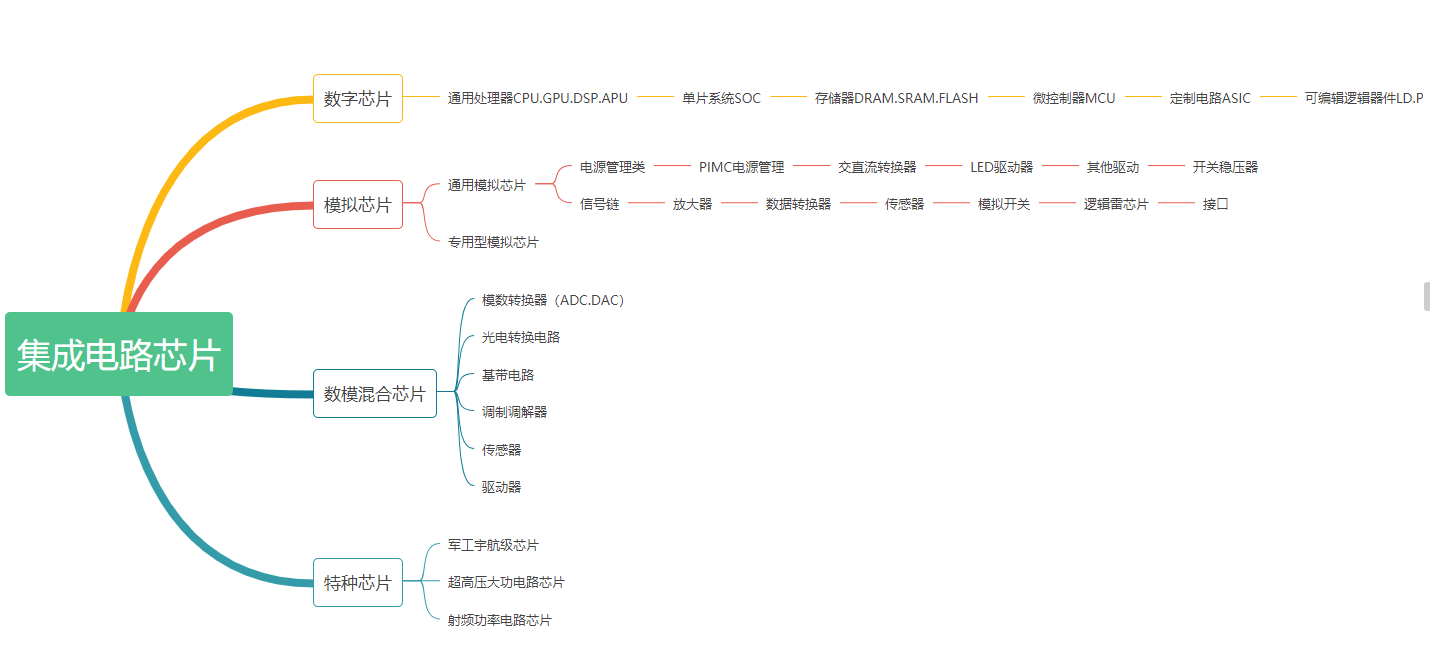 集成电路芯片
数字芯片
通用处理器CPU.GPU.DSP.APU
单片系统SOC
存储器DRAM.SRAM.FLASH
微控制器MCU
定制电路ASIC
可编辑逻辑器件LD.P
模拟芯片
通用模拟芯片
电源管理类
PIMC电源管理
交直流转换器
LED驱动器
其他驱动
开关稳压器
信号链
放大器
数据转换器
传感器
模拟开关
逻辑雷芯片
接口
专用型模拟芯片
数模混合芯片
模数转换器（ADC.DAC）
光电转换电路
基带电路
调制调解器
传感器
驱动器
特种芯片
军工宇航级芯片
超高压大功电路芯片
射频功率电路芯片